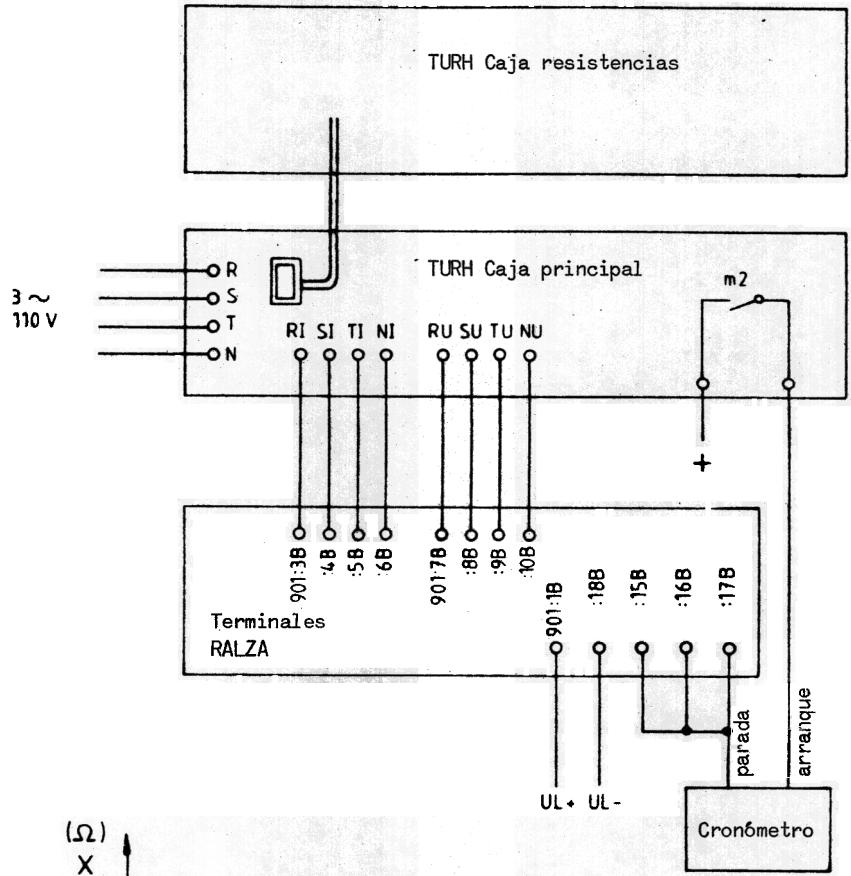 TURH Caja resistencias
TURH Caja principal
m2
R
S
T
N
3 ~
110 V
RI SI TI NI
RU SU TU NU
+
901:3B
:4B
:5B
:6B
901:7B
:8B
:9B
:10B
901:1B
:18B
:15B
:16B
:17B
Terminales
RALZA
parada
arranque
UL+ UL-
Cronómetro
(Ω)
X